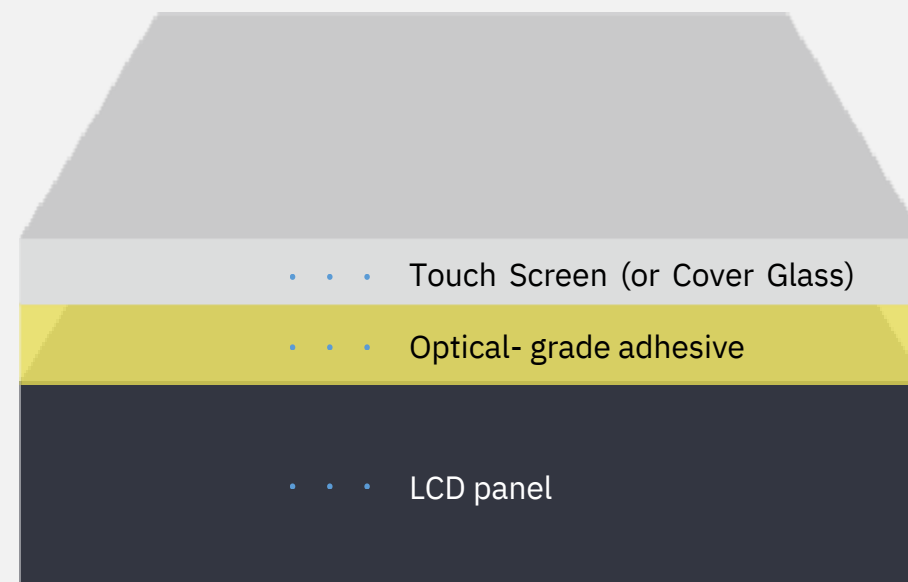 Touch Screen (or Cover Glass)
Optical- grade adhesive
LCD panel